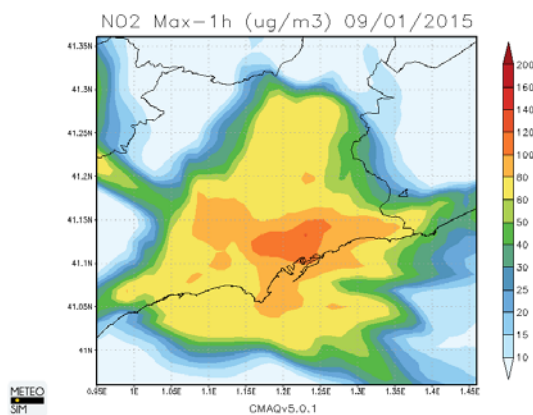 NO2 Max-1h (ug/m3) 09/01/2015
41.35N
41.3N
41.25N
41.2N
41.15N
41.1N
41.05N
41N
0.95E 1E 1.05E 1.1E 1.15E 1.2E 1.25E 1.3E 1.35E 1.4E 1.45E
200
160
140
120
100
80
60
50
40
30
25
20
15
10
METEO
SIM
CMAQv5.0.1